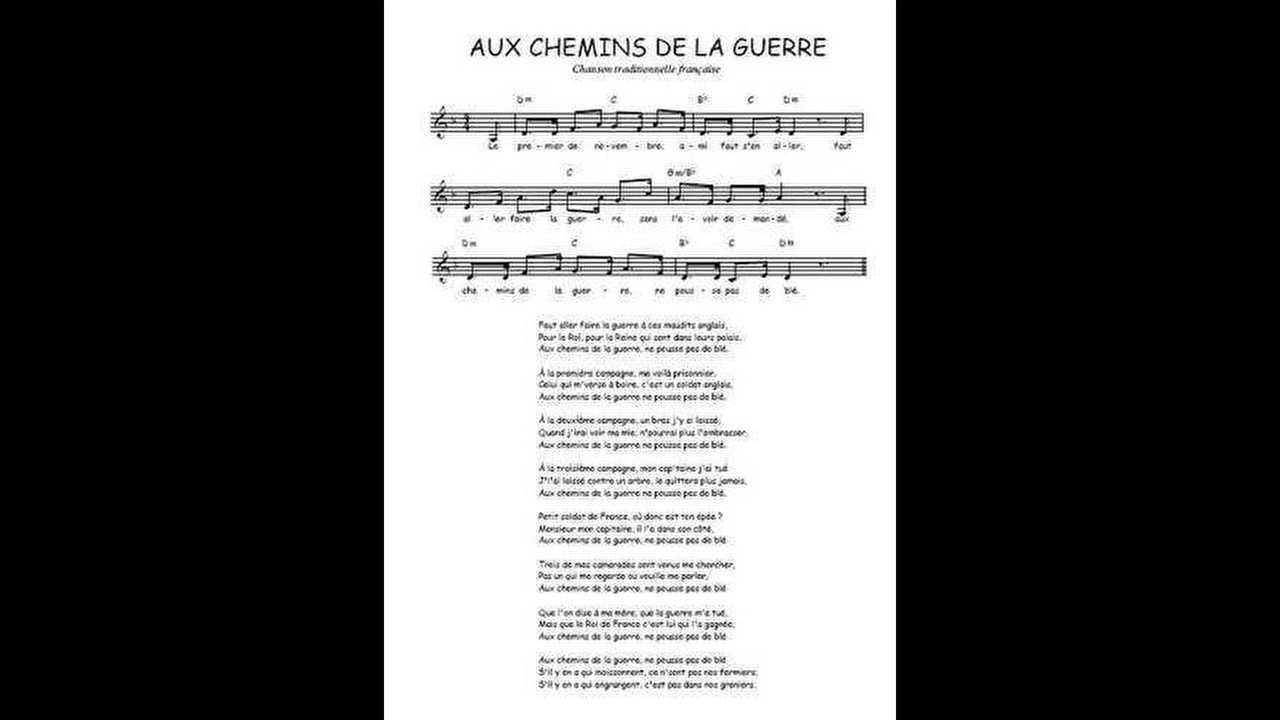 AUX CHEMINS DE LA GUERRE
Chanson traditionnelle française
Dm C B♭ C Dm
Le pre - mier de no - vem - bre, a - mi faut s'en al - ler, faut
C Gm/B♭ A
al - ler faire la guer - re, sans l'a - voir de - man - dé, aux
Dm C B♭ C Dm
che - mins de la guer - re, ne pous - se pas de blé.
Faut aller faire la guerre à ces maudits anglais,
Pour le Roi, pour la Reine qui sont dans leurs palais.
Aux chemins de la guerre, ne pousse pas de blé.
À la première campagne, me voilà prisonnier,
Celui qui m'verse à boire, c'est un soldat anglais,
Aux chemins de la guerre ne pousse pas de blé.
À la deuxième campagne, un bras j'y ai laissé,
Quand j'irai voir ma mie, n'pourrai plus l'embrasser,
Aux chemins de la guerre, ne pousse pas de blé.
À la troisième campagne, mon cap'taine j'ai tué
J'l'ai laissé contre un arbre, le quittera plus jamais,
Aux chemins de la guerre ne pousse pas de blé.
Petit soldat de France, où donc est ton épée ?
Monsieur mon capitaine, il l'a dans son côté,
Aux chemins de la guerre, ne pousse pas de blé
Trois de mes camarades sont venus me chercher,
Pas un qui me regarde ou veuille me parler,
Aux chemins de la guerre, ne pousse pas de blé
Que l'on dise à ma mère, que la guerre m'a tué,
Mais que le Roi de France c'est lui qui l'a gagnée,
Aux chemins de la guerre, ne pousse pas de blé
Aux chemins de la guerre, ne pousse pas de blé
S'il y en a qui moissonnent, ce n'sont pas nos fermiers,
S'il y en a qui engrangent, c'est pas dans nos greniers.